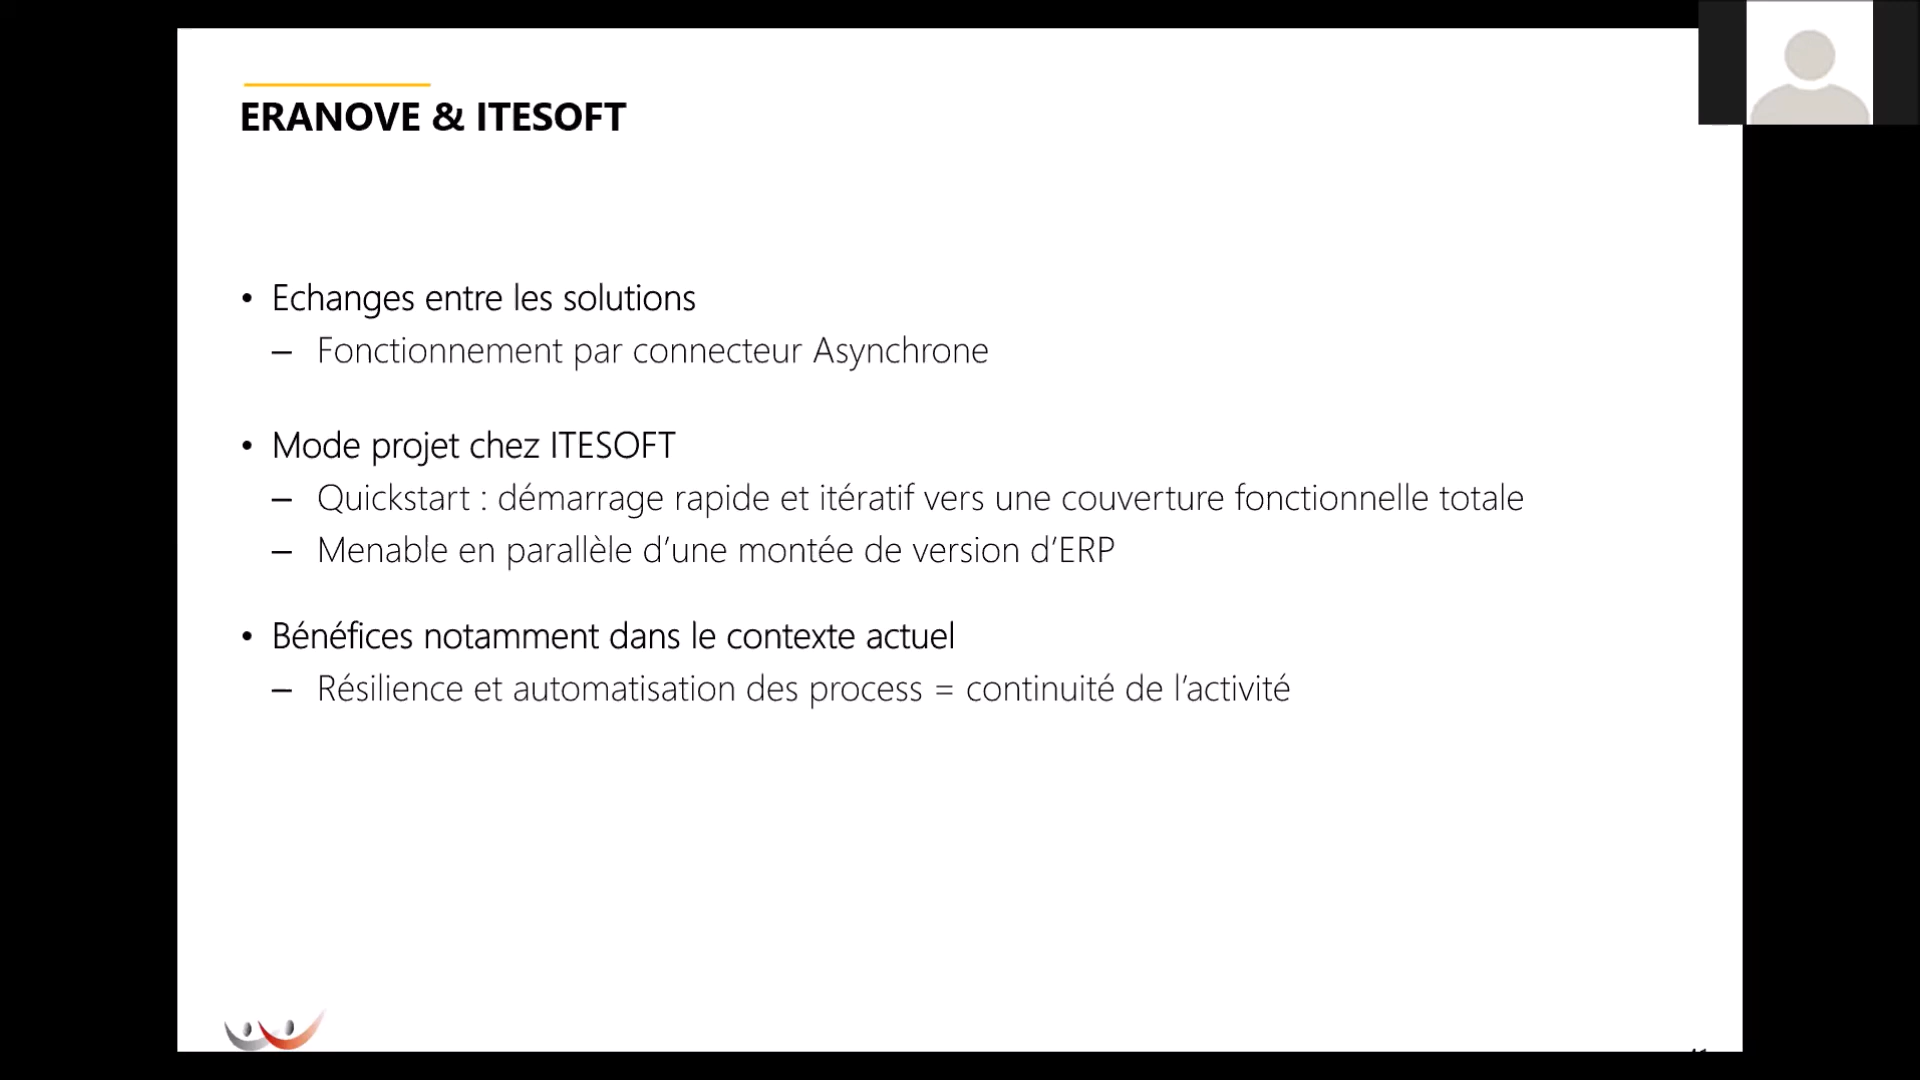 ERANOVE & ITESOFT
• Echanges entre les solutions
– Fonctionnement par connecteur Asynchrone
• Mode projet chez ITESOFT
– Quickstart : démarrage rapide et itératif vers une couverture fonctionnelle totale
– Menable en parallèle d’une montée de version d’ERP
• Bénéfices notamment dans le contexte actuel
– Résilience et automatisation des process = continuité de l’activité